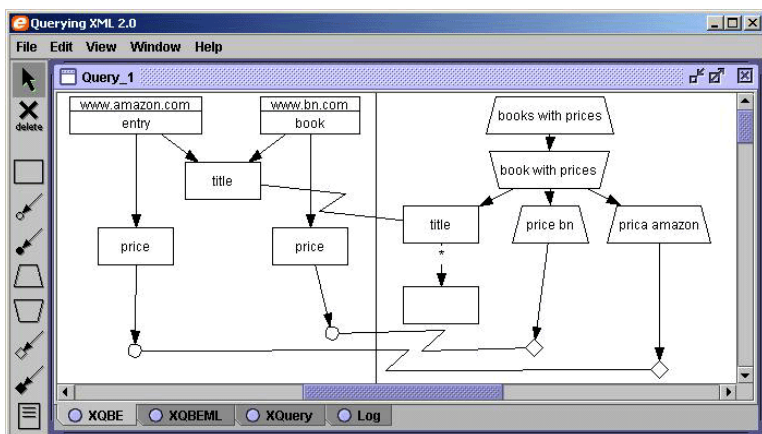 Querying XML 2.0
File Edit View Window Help
Query_1
delete
www.amazon.com
entry
www.bn.com
book
title
price
price
books with prices
book with prices
title
price bn
prica amazon
*
XQBE XQBEML XQuery Log